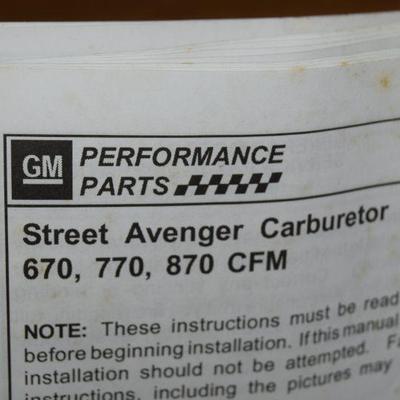 GM PERFORMANCE
PARTS
Street Avenger Carburetor
670, 770, 870 CFM
NOTE: These instructions must be read
before beginning installation. If this manual
installation should not be attempted.
instructions, including the pictures may